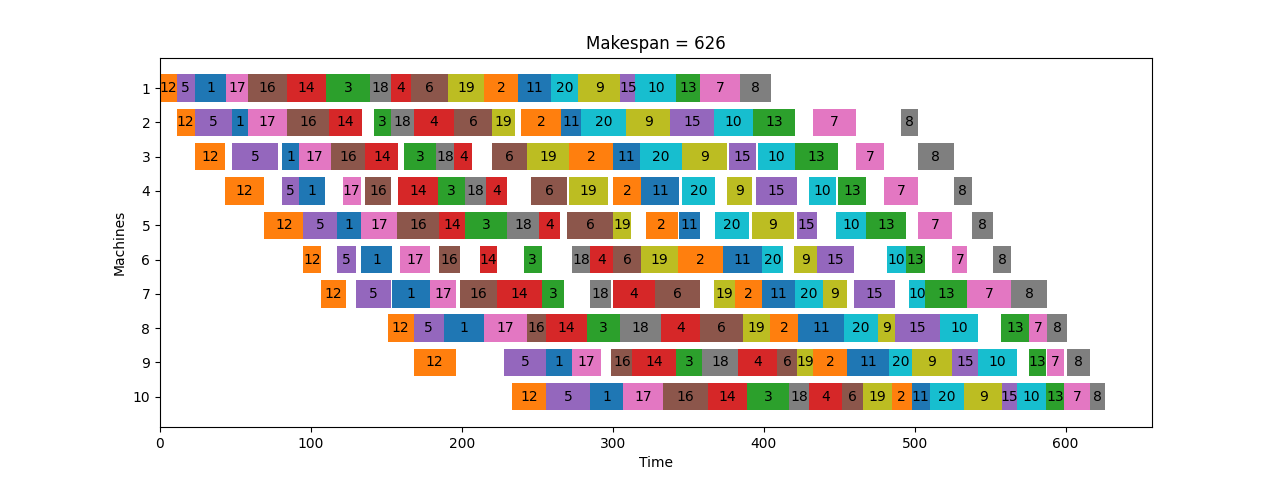 Makespan = 626
1 12 5 1 17 16 14 3 18 4 6 19 2 11 20 9 15 10 13 7 8
2 12 5 1 17 16 14 3 18 4 6 19 2 11 20 9 15 10 13 7 8
3 12 5 1 17 16 14 3 18 4 6 19 2 11 20 9 15 10 13 7 8
4 12 5 1 17 16 14 3 18 4 6 19 2 11 20 9 15 10 13 7 8
5 12 5 1 17 16 14 3 18 4 6 19 2 11 20 9 15 10 13 7 8
6 12 5 1 17 16 14 3 18 4 6 19 2 11 20 9 15 10 13 7 8
7 12 5 1 17 16 14 3 18 4 6 19 2 11 20 9 15 10 13 7 8
8 12 5 1 17 16 14 3 18 4 6 19 2 11 20 9 15 10 13 7 8
9 12 5 1 17 16 14 3 18 4 6 19 2 11 20 9 15 10 13 7 8
10 12 5 1 17 16 14 3 18 4 6 19 2 11 20 9 15 10 13 7 8
Machines
0 100 200 300 400 500 600
Time